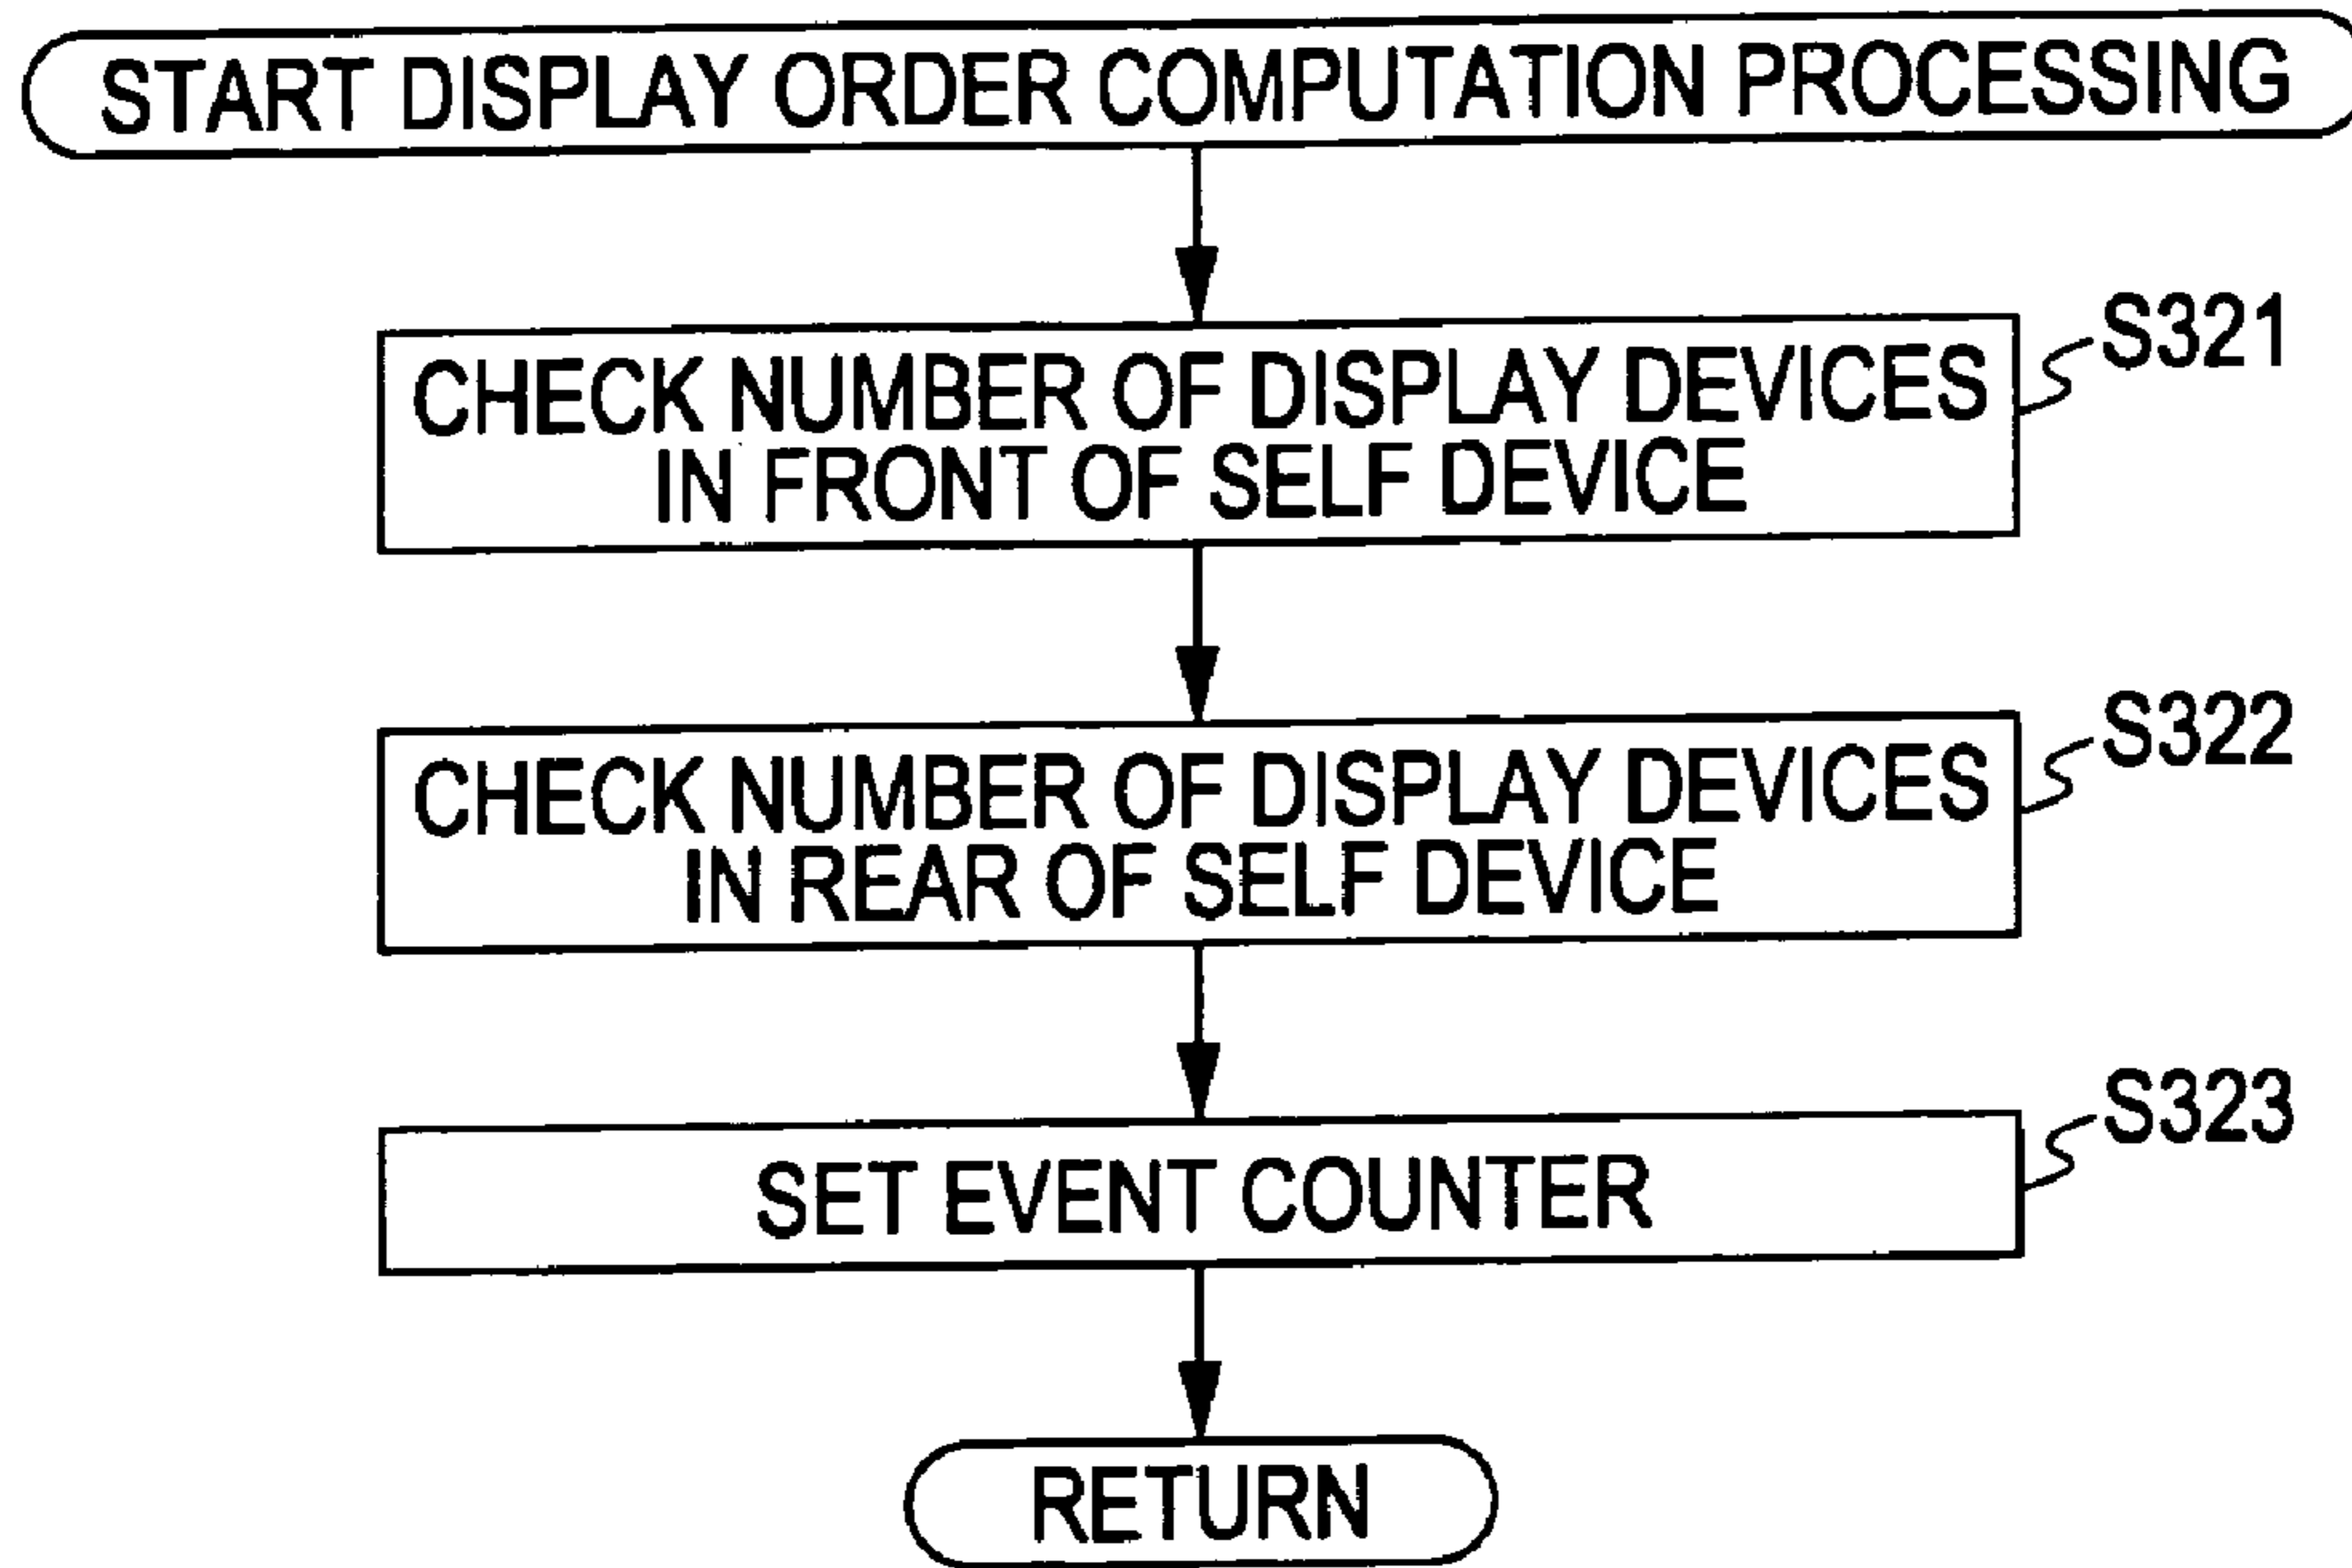 START DISPLAY ORDER COMPUTATION PROCESSING
S321
CHECK NUMBER OF DISPLAY DEVICES
IN FRONT OF SELF DEVICE
S322
CHECK NUMBER OF DISPLAY DEVICES
IN REAR OF SELF DEVICE
S323
SET EVENT COUNTER
RETURN